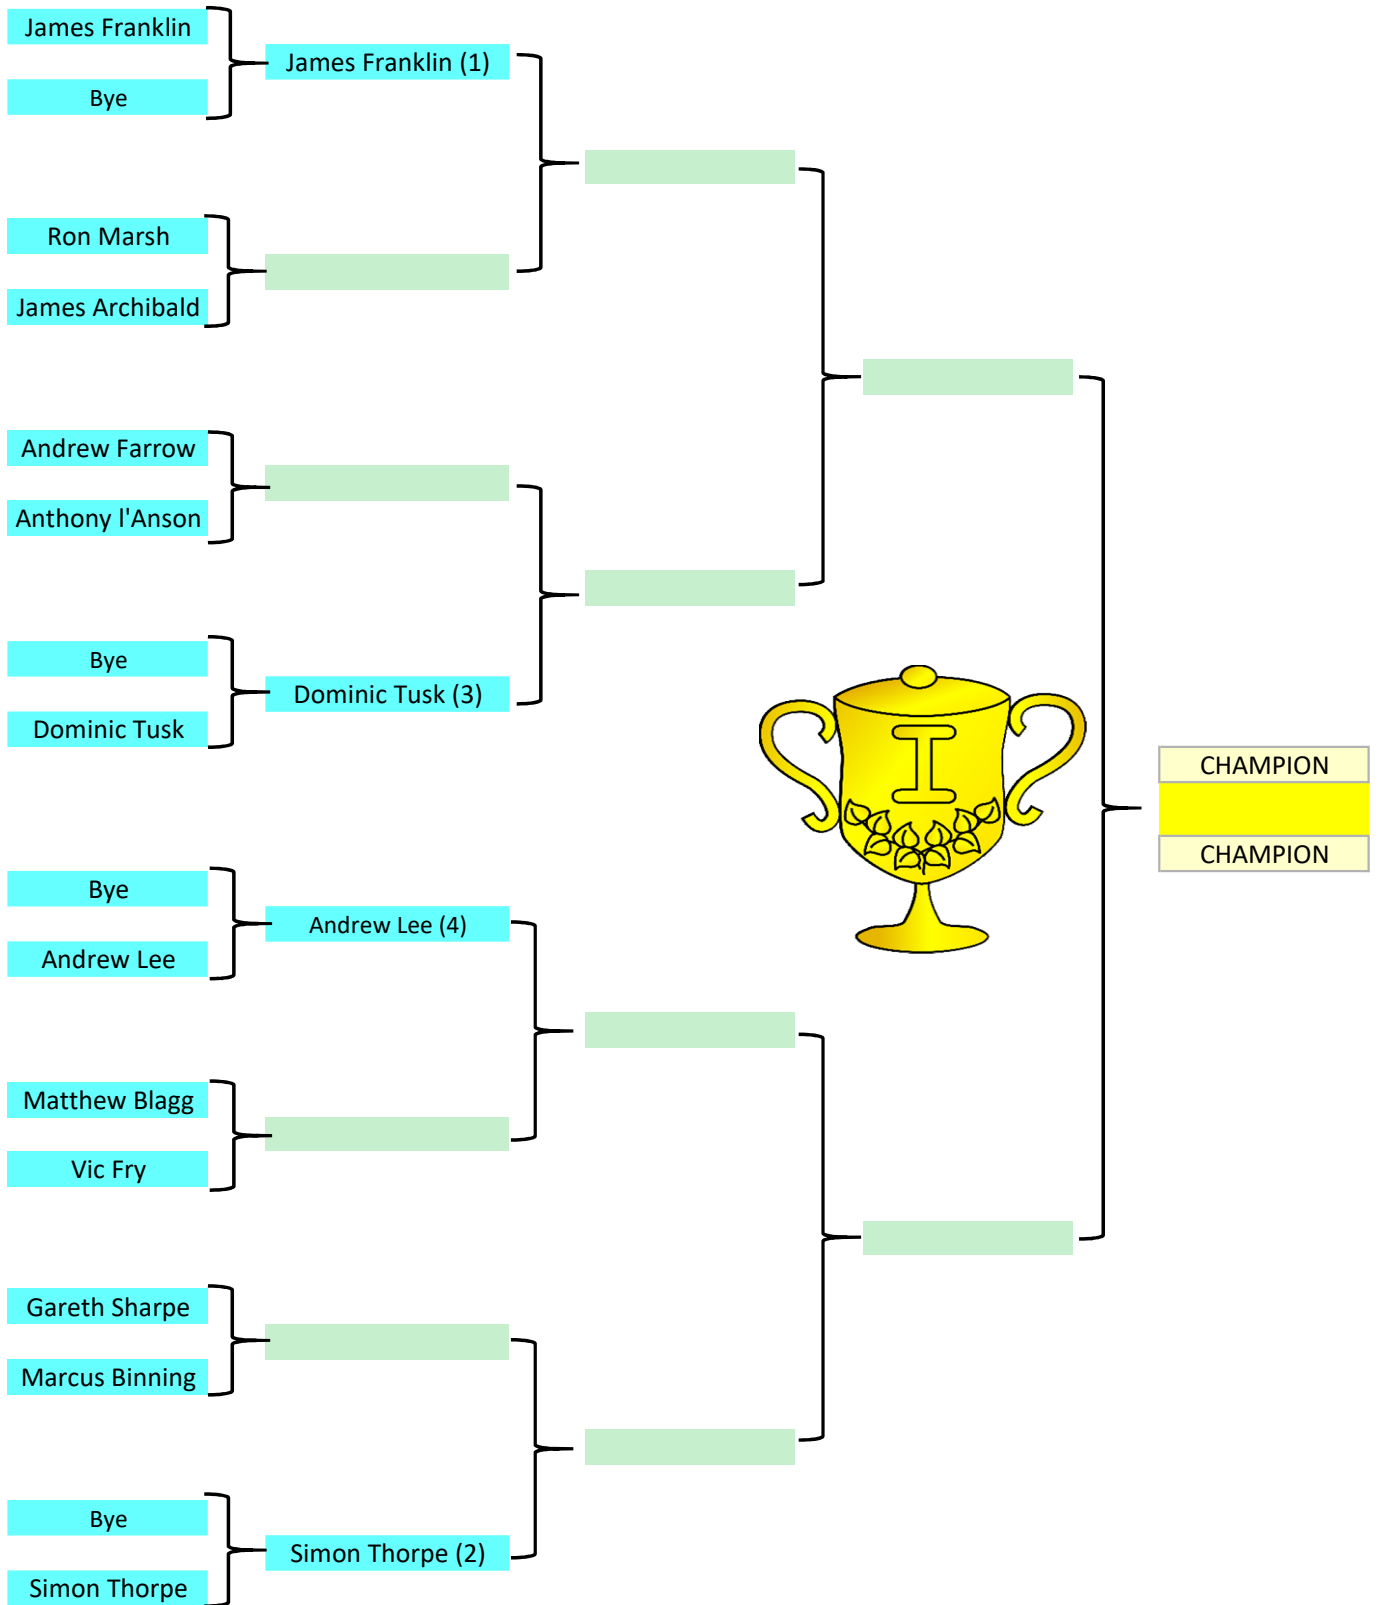 James Franklin
James Franklin (1)
Bye
Ron Marsh
James Archibald
Andrew Farrow
Anthony l'Anson
Bye
Dominic Tusk (3)
Dominic Tusk
CHAMPION
CHAMPION
Bye
Andrew Lee (4)
Andrew Lee
Matthew Blagg
Vic Fry
Gareth Sharpe
Marcus Binning
Bye
Simon Thorpe (2)
Simon Thorpe
I